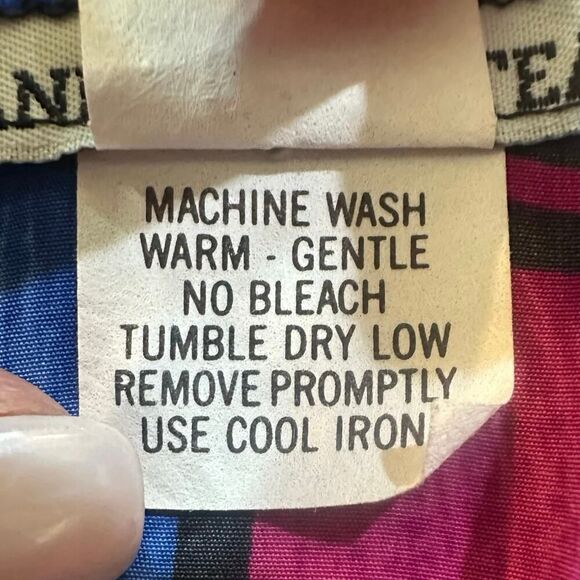 MACHINE WASH
WARM - GENTLE
NO BLEACH
TUMBLE DRY LOW
REMOVE PROMPTLY
USE COOL IRON